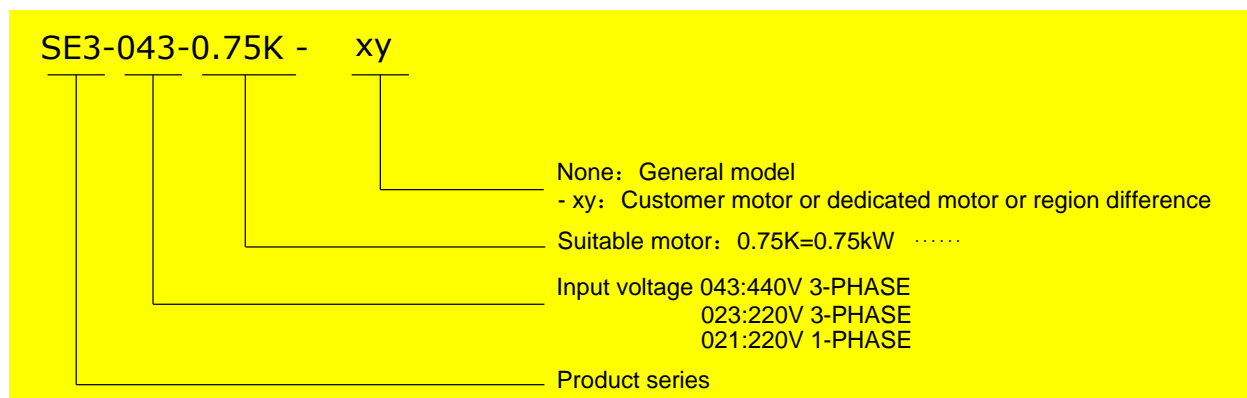 SE3-043-0.75K - xy
None：General model
- xy：Customer motor or dedicated motor or region difference
Suitable motor：0.75K=0.75kW ······
Input voltage 043:440V 3-PHASE
023:220V 3-PHASE
021:220V 1-PHASE
Product series